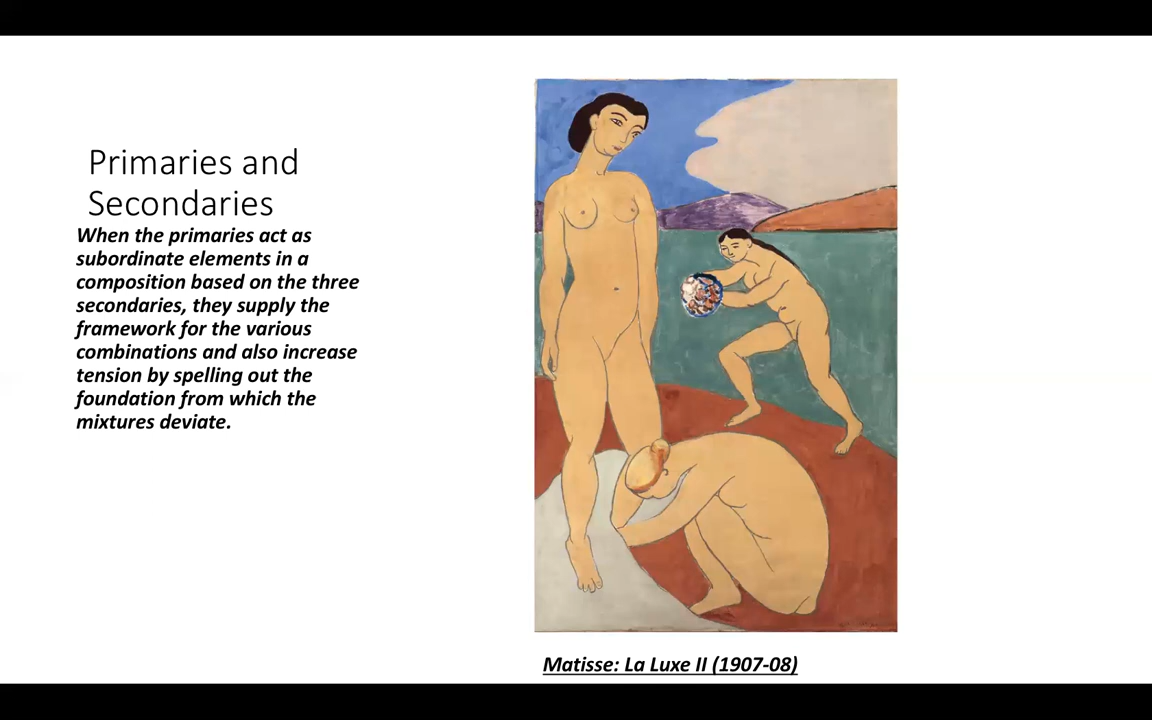 Primaries and
Secondaries
When the primaries act as
subordinate elements in a
composition based on the three
secondaries, they supply the
framework for the various
combinations and also increase
tension by spelling out the
foundation from which the
mixtures deviate.
Matisse: La Luxe II (1907-08)